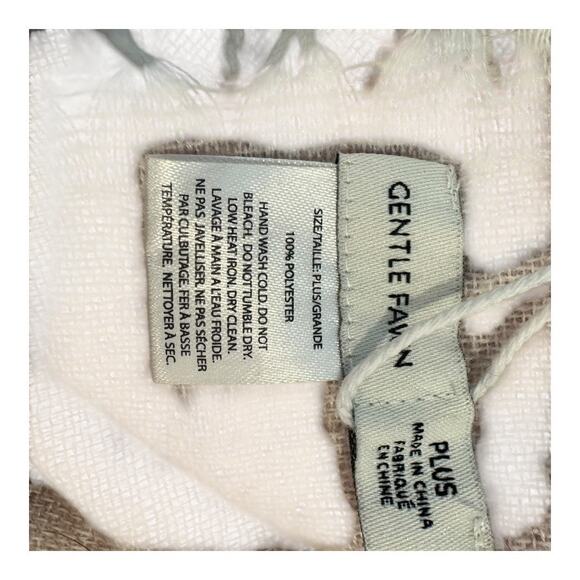 GENTLE FAWN
PLUS
MADE IN CHINA
FABRIQUÉ
EN CHINE
SIZE/TAILLE: PLUS/GRANDE
100% POLYESTER
HAND WASH COLD. DO NOT
BLEACH. DO NOT TUMBLE DRY.
LOW HEAT IRON. DRY CLEAN.
LAVAGE À MAIN A L'EAU FROIDE.
NE PAS JAVELLISER. NE PAS SÉCHER
PAR CULBUTAGE. FER À BASSE
TEMPÉRATURE. NETTOYER À SEC.